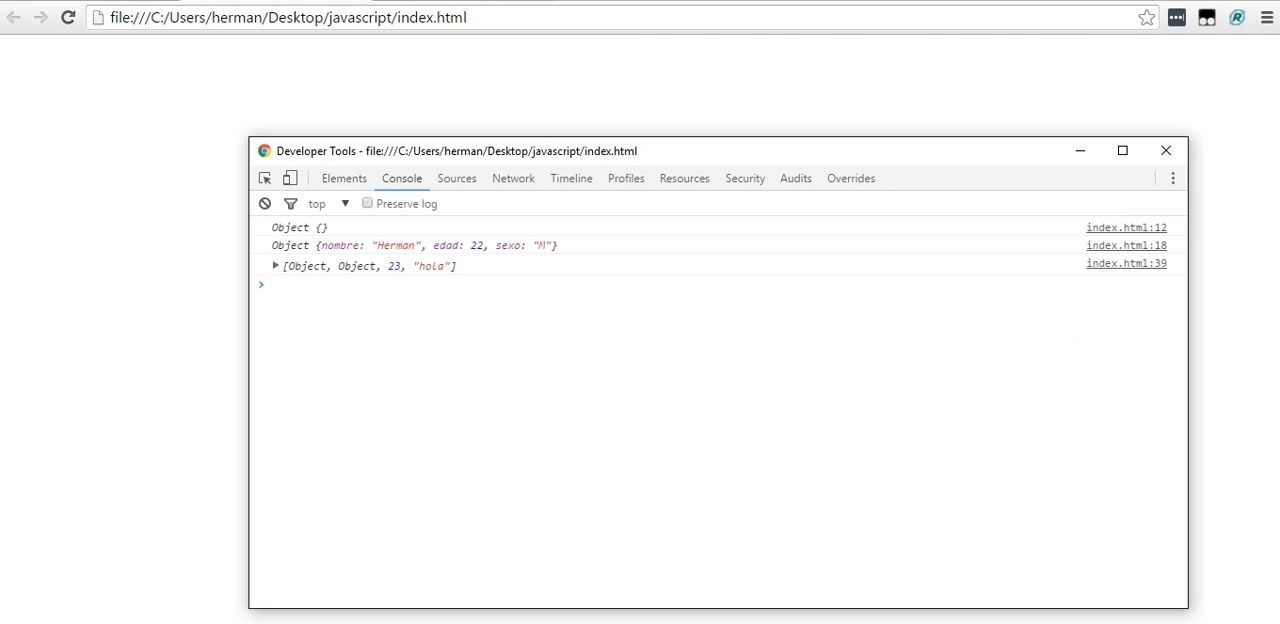 file:///C:/Users/herman/Desktop/javascript/index.html
Developer Tools - file:///C:/Users/herman/Desktop/javascript/index.html
Elements Console Sources Network Timeline Profiles Resources Security Audits Overrides
top Preserve log
Object {} index.html:12
Object {nombre: "Herman", edad: 22, sexo: "M"} index.html:18
[Object, Object, 23, "hola"] index.html:39